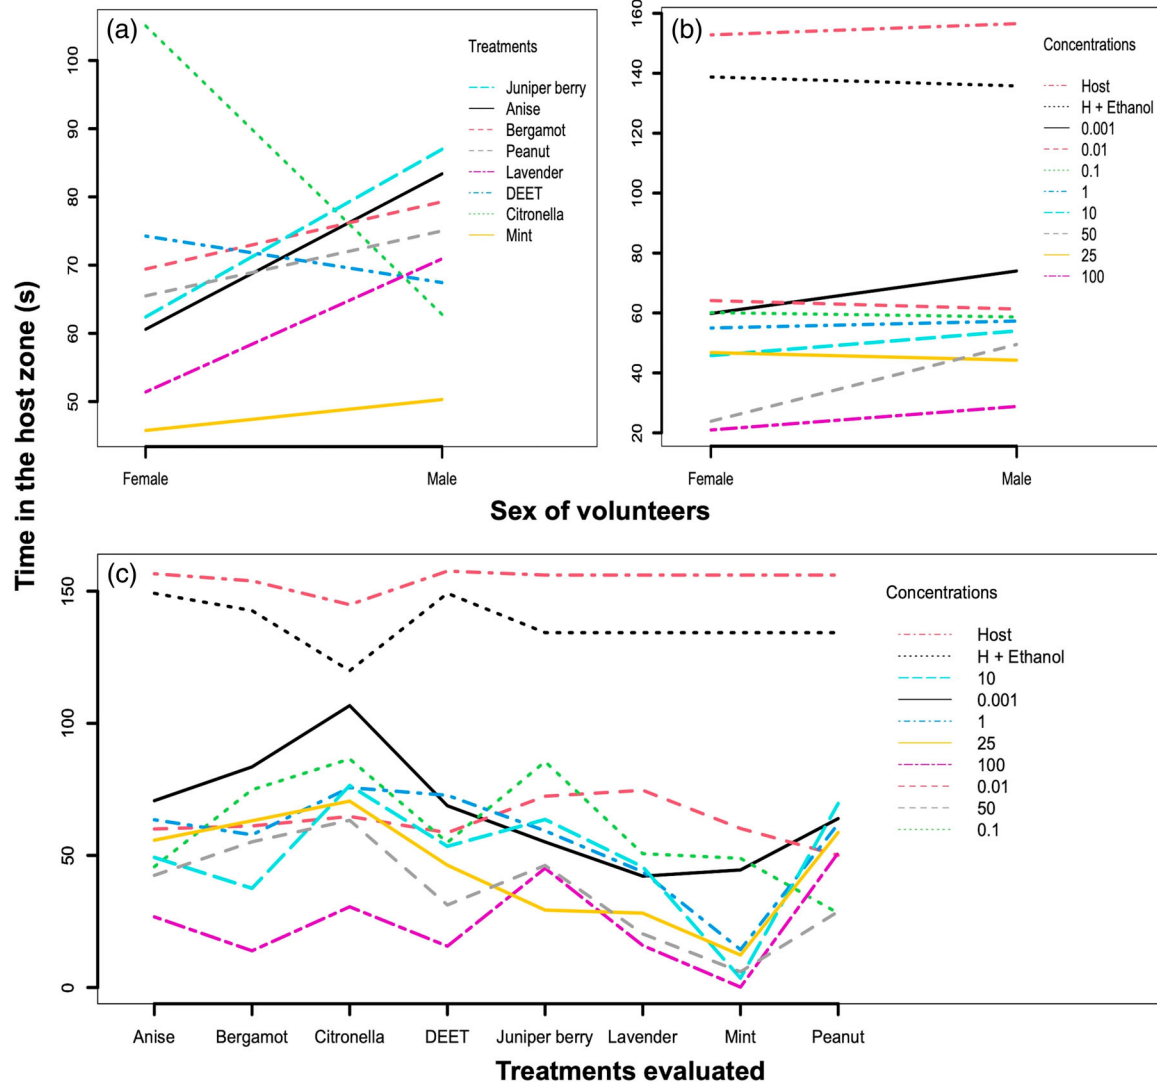 Time in the host zone (s)
(a)
100
90
80
70
60
50
Treatments
Juniper berry
Anise
Bergamot
Peanut
Lavender
DEET
Citronella
Mint
Female
Male
(b)
160
140
120
100
80
60
40
20
Concentrations
Host
H + Ethanol
0.001
0.01
0.1
1
10
50
25
100
Female
Male
Sex of volunteers
(c)
150
100
50
0
Concentrations
Host
H + Ethanol
10
0.001
1
25
100
0.01
50
0.1
Anise
Bergamot
Citronella
DEET
Juniper berry
Lavender
Mint
Peanut
Treatments evaluated